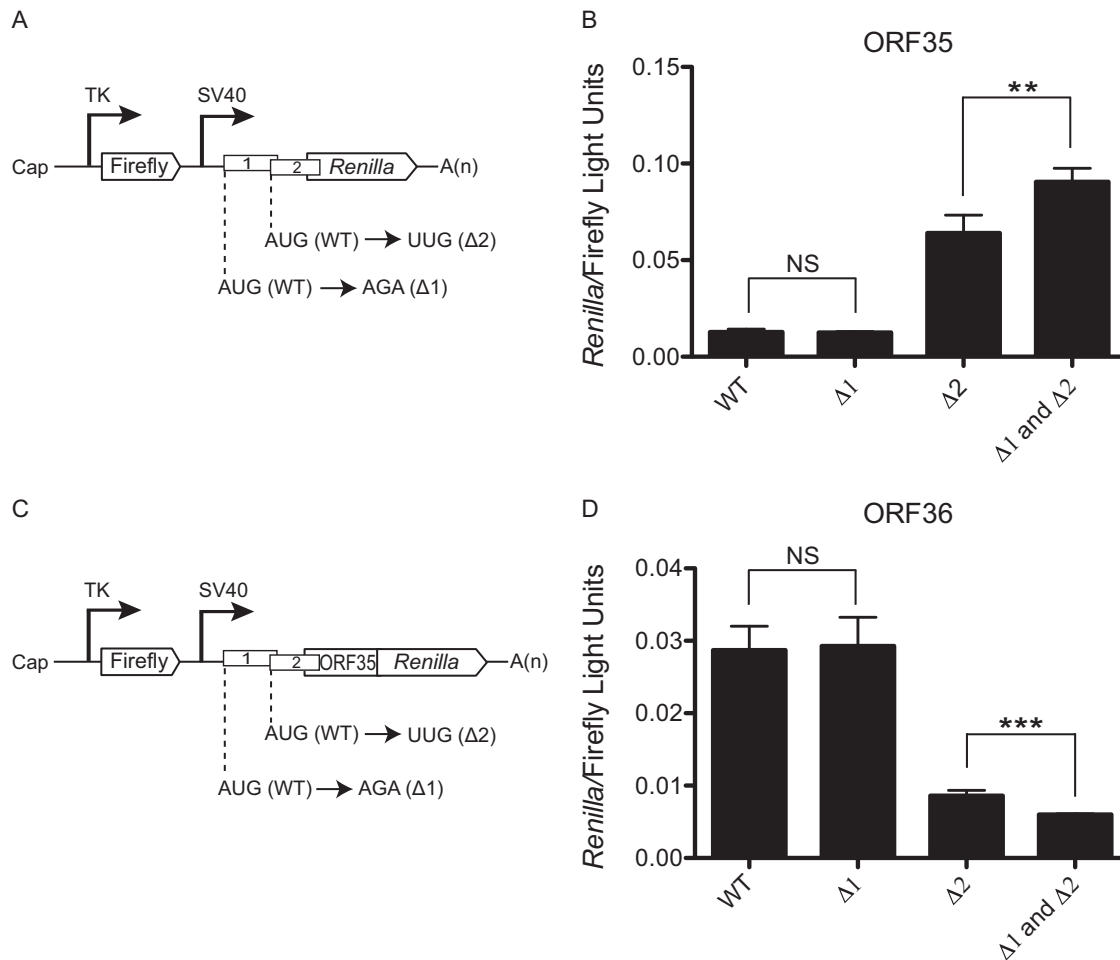 A
TK
SV40
Cap
Firefly
1
2
Renilla
A(n)
AUG (WT) → UUG (Δ2)
AUG (WT) → AGA (Δ1)
B
ORF35
Renilla/Firefly Light Units
0.15
0.10
0.05
0.00
NS
**
WT
Δ1
Δ2
Δ1 and Δ2
C
TK
SV40
Cap
Firefly
1
2
ORF35
Renilla
A(n)
AUG (WT) → UUG (Δ2)
AUG (WT) → AGA (Δ1)
D
ORF36
Renilla/Firefly Light Units
0.04
0.03
0.02
0.01
0.00
NS
***
WT
Δ1
Δ2
Δ1 and Δ2